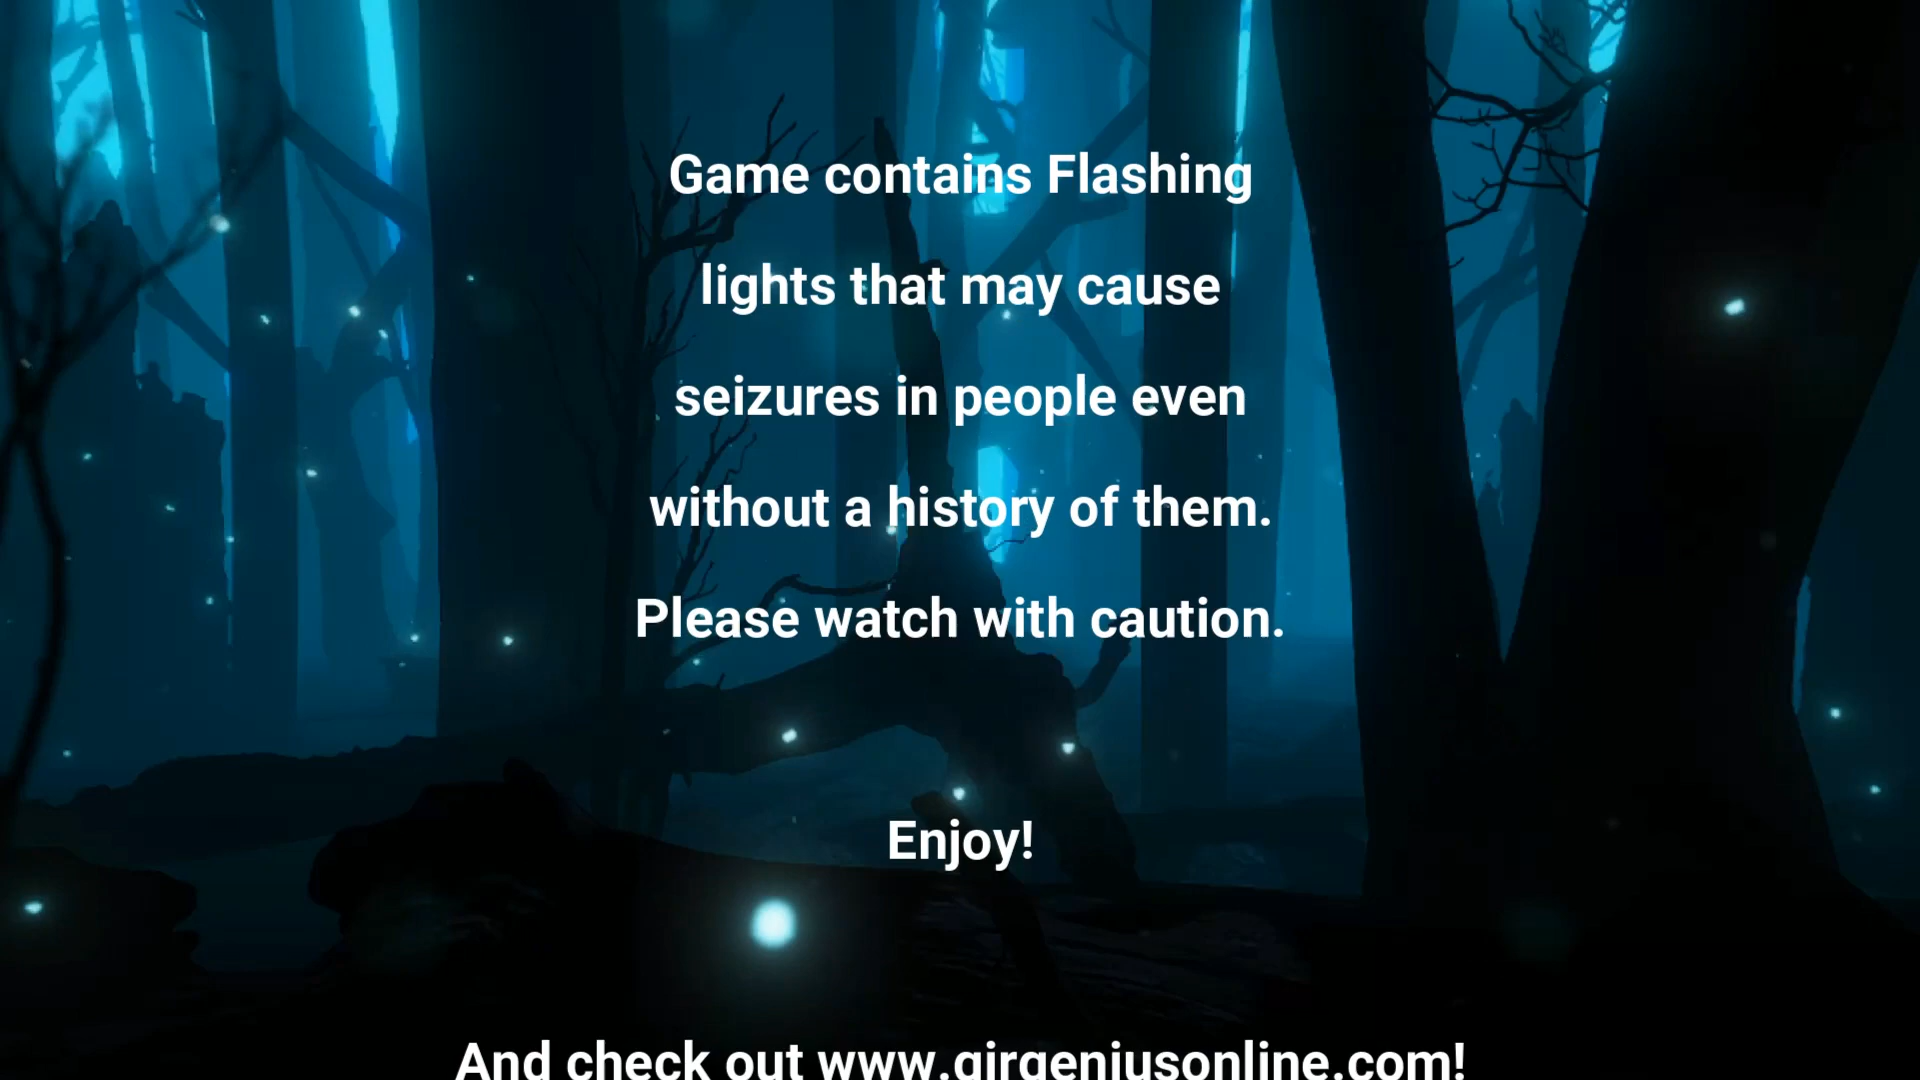 Game contains Flashing
lights that may cause
seizures in people even
without a history of them.
Please watch with caution.
Enjoy!
And check out www.girgeniusonline.com!